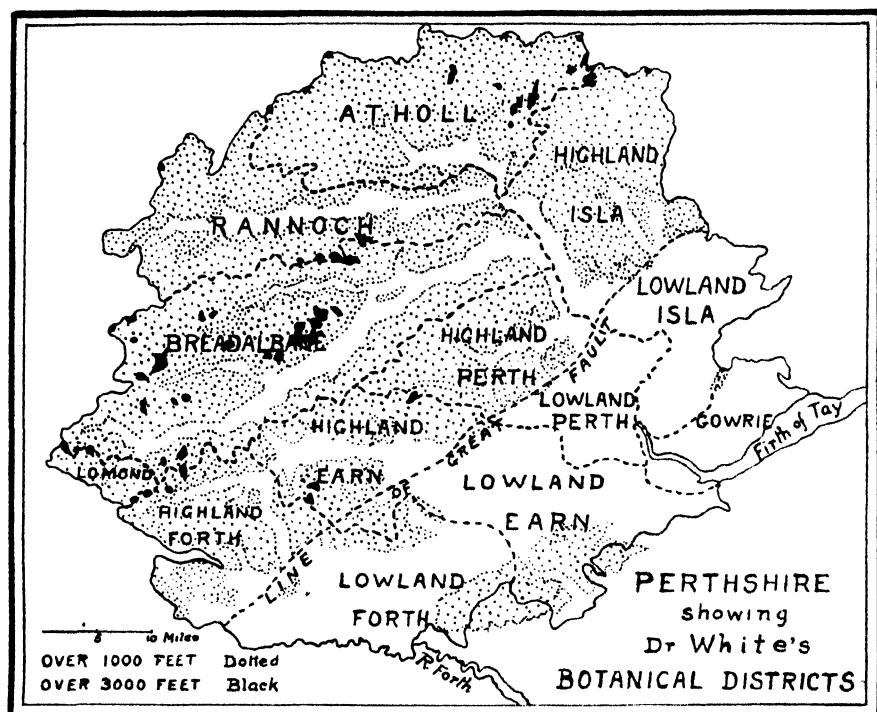 ATHOLL
HIGHLAND
ISLA
RANNOCH
LOWLAND
ISLA
BREADALBANE
HIGHLAND
PERTH
LOWLAND
PERTH
GOWRIE
Firth of Tay
HIGHLAND
EARN
LOMOND
LOWLAND
EARN
HIGHLAND
FORTH
LINE OF GREAT FAULT
LOWLAND
FORTH
R. Forth
PERTHSHIRE
showing
Dr White's
BOTANICAL DISTRICTS
5 10 Miles
OVER 1000 FEET Dotted
OVER 3000 FEET Black